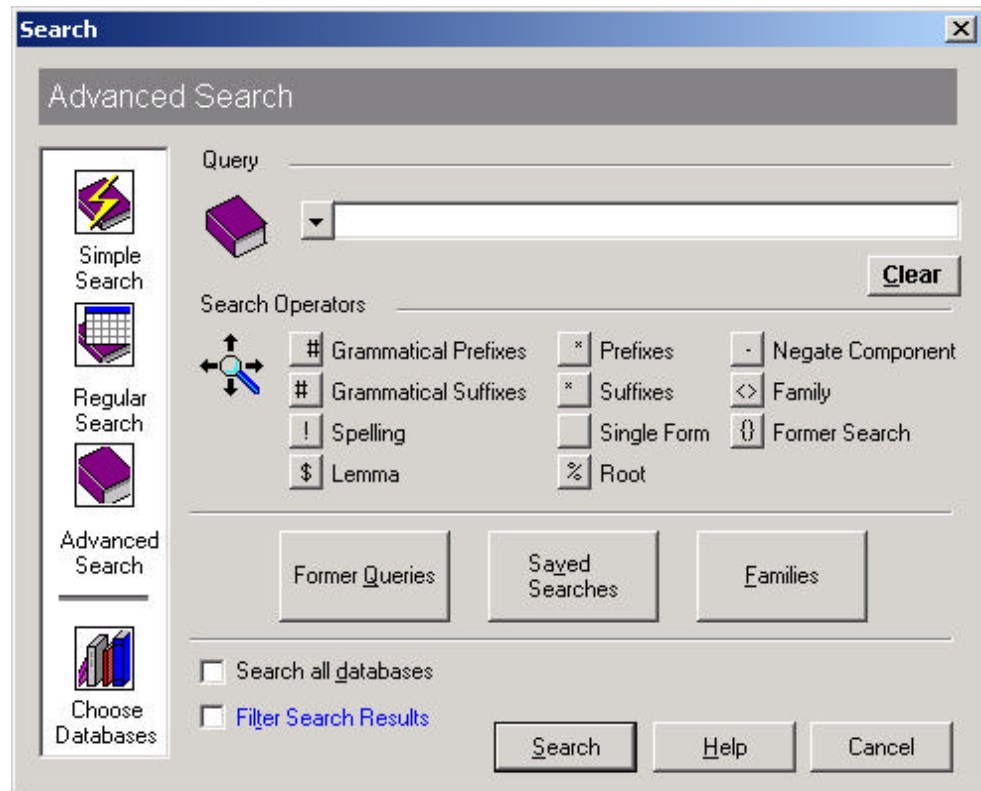 Search
Advanced Search
Simple
Search
Regular
Search
Advanced
Search
Choose
Databases
Query
Clear
Search Operators
# Grammatical Prefixes
# Grammatical Suffixes
! Spelling
$ Lemma
* Prefixes
* Suffixes
Single Form
% Root
- Negate Component
<> Family
{} Former Search
Former Queries
Saved
Searches
Families
Search all databases
Filter Search Results
Search
Help
Cancel